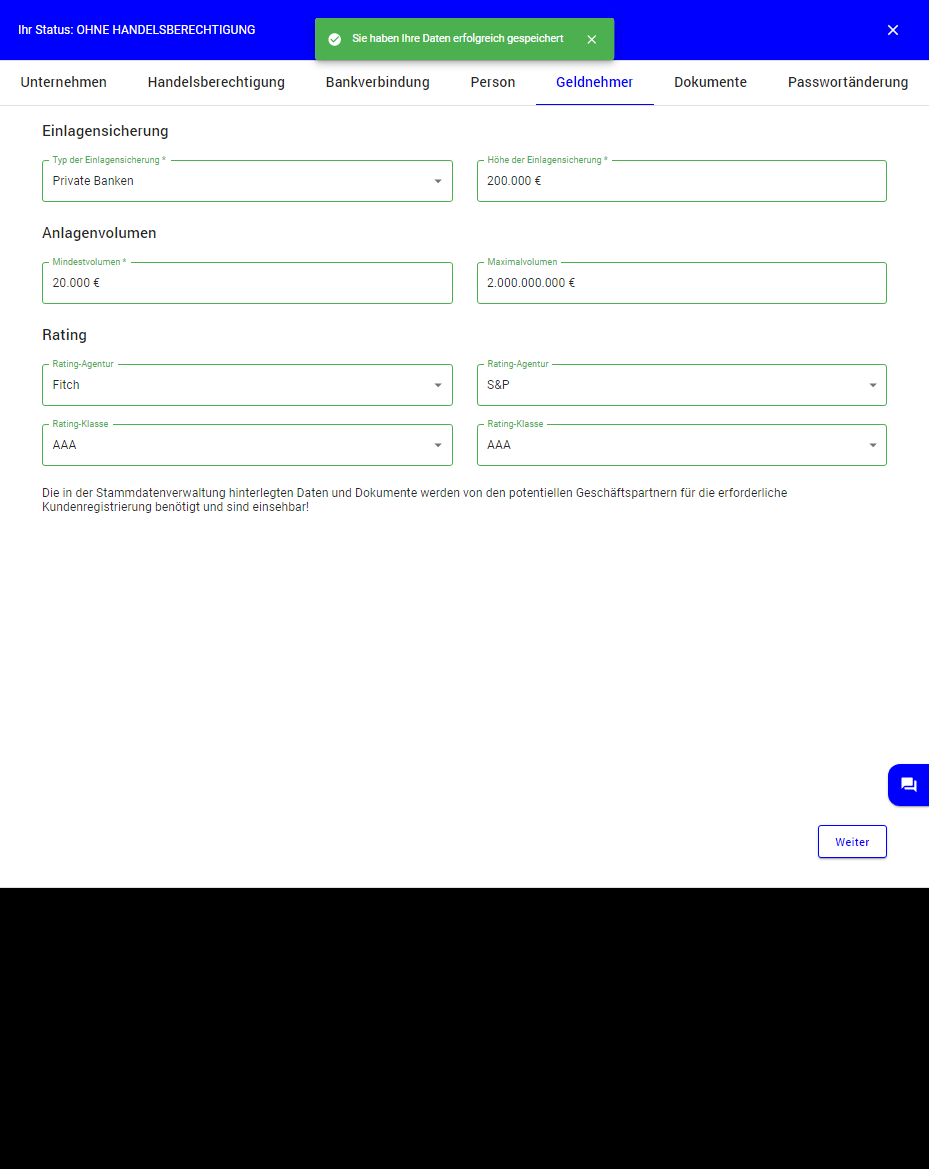 Ihr Status: OHNE HANDELSBERECHTIGUNG
Sie haben Ihre Daten erfolgreich gespeichert
Unternehmen Handelsberechtigung Bankverbindung Person Geldnehmer Dokumente Passwortänderung
Einlagensicherung
Typ der Einlagensicherung * Höhe der Einlagensicherung *
Private Banken 200.000 €
Anlagenvolumen
Mindestvolumen * Maximalvolumen
20.000 € 2.000.000.000 €
Rating
Rating-Agentur Rating-Agentur
Fitch S&P
Rating-Klasse Rating-Klasse
AAA AAA
Die in der Stammdatenverwaltung hinterlegten Daten und Dokumente werden von den potentiellen Geschäftspartnern für die erforderliche
Kundenregistrierung benötigt und sind einsehbar!
Weiter